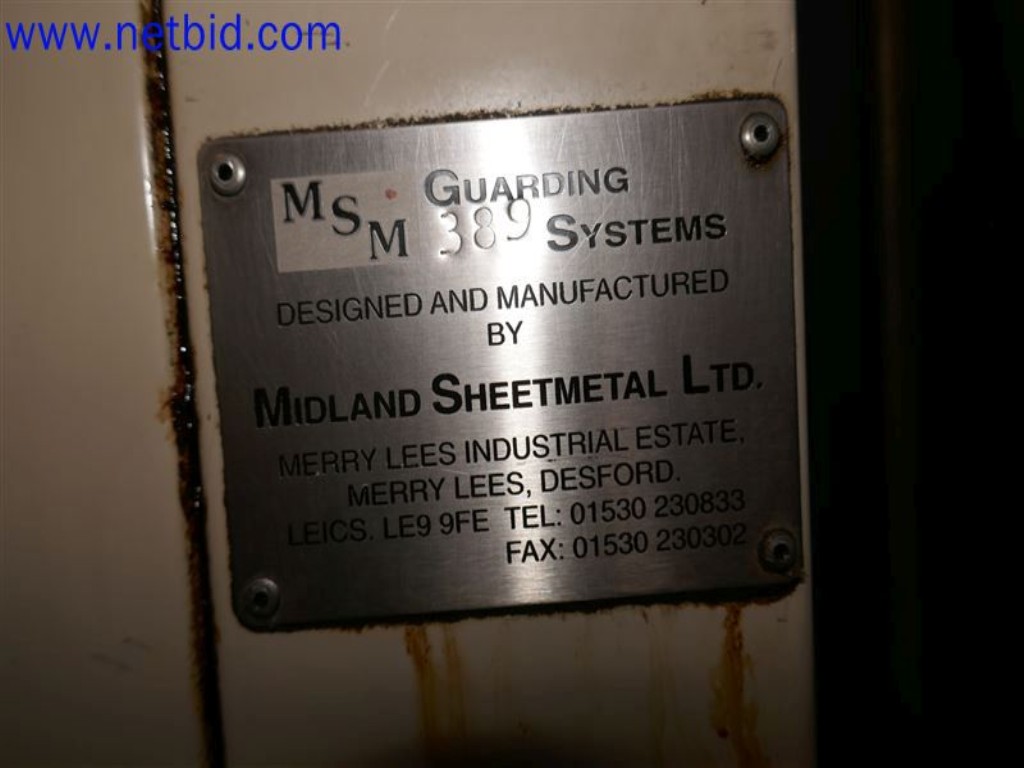 www.netbid.com
MSM GUARDING
389 SYSTEMS
DESIGNED AND MANUFACTURED
BY
MIDLAND SHEETMETAL LTD.
MERRY LEES INDUSTRIAL ESTATE,
MERRY LEES, DESFORD.
LEICS. LE9 9FE TEL: 01530 230833
FAX: 01530 230302